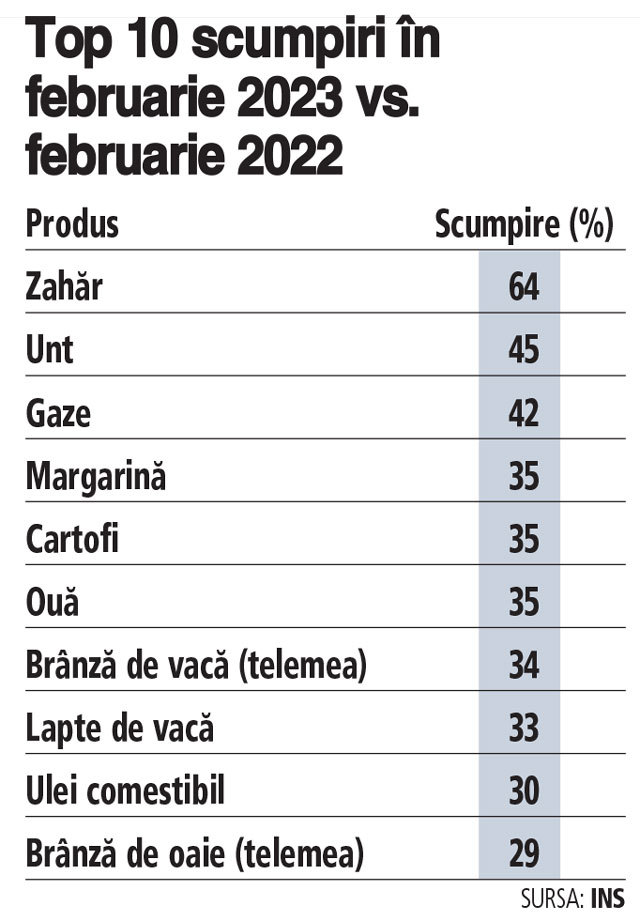 Top 10 scumpiri în
februarie 2023 vs.
februarie 2022
Produs Scumpire (%)
Zahăr 64
Unt 45
Gaze 42
Margarină 35
Cartofi 35
Ouă 35
Brânză de vacă (telemea) 34
Lapte de vacă 33
Ulei comestibil 30
Brânză de oaie (telemea) 29
SURSA: INS